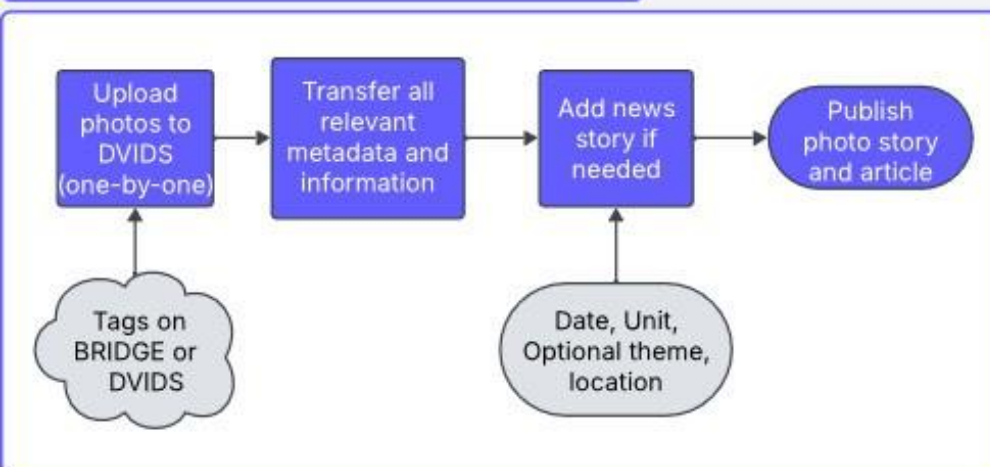 Upload
photos to
DVIDS
(one-by-one)
Transfer all
relevant
metadata and
information
Add news
story if
needed
Publish
photo story
and article
Tags on
BRIDGE or
DVIDS
Date, Unit,
Optional theme,
location